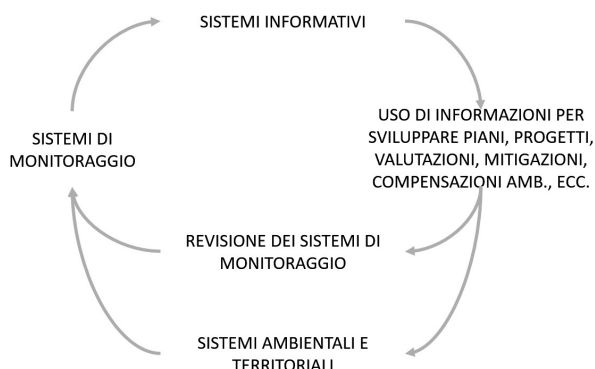 SISTEMI INFORMATIVI
USO DI INFORMAZIONI PER
SVILUPPARE PIANI, PROGETTI,
VALUTAZIONI, MITIGAZIONI,
COMPENSAZIONI AMB., ECC.
SISTEMI DI
MONITORAGGIO
REVISIONE DEI SISTEMI DI
MONITORAGGIO
SISTEMI AMBIENTALI E
TERRITORIALI